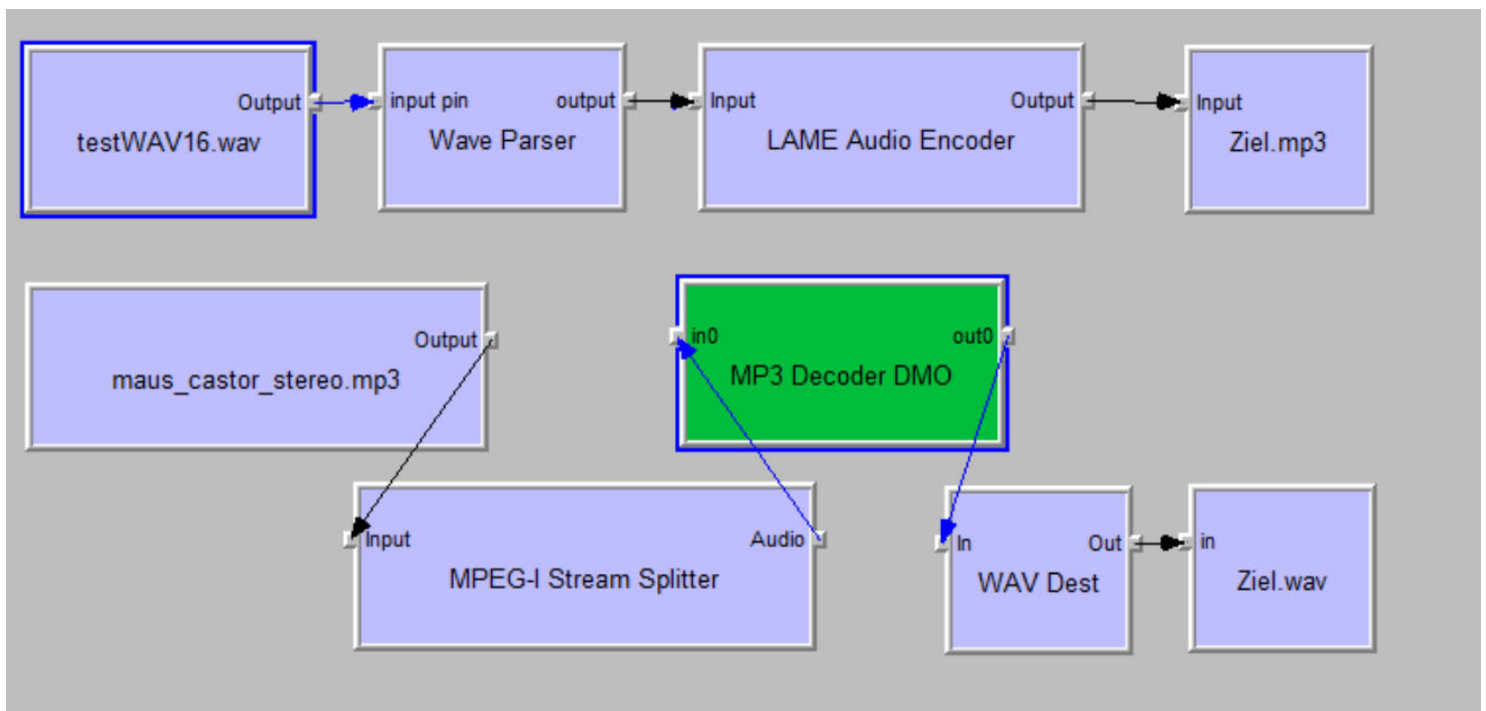 Output
testWAV16.wav
input pin output
Wave Parser
Input Output
LAME Audio Encoder
Input
Ziel.mp3
Output
maus_castor_stereo.mp3
in0 out0
MP3 Decoder DMO
Input Audio
MPEG-I Stream Splitter
In Out
WAV Dest
in
Ziel.wav